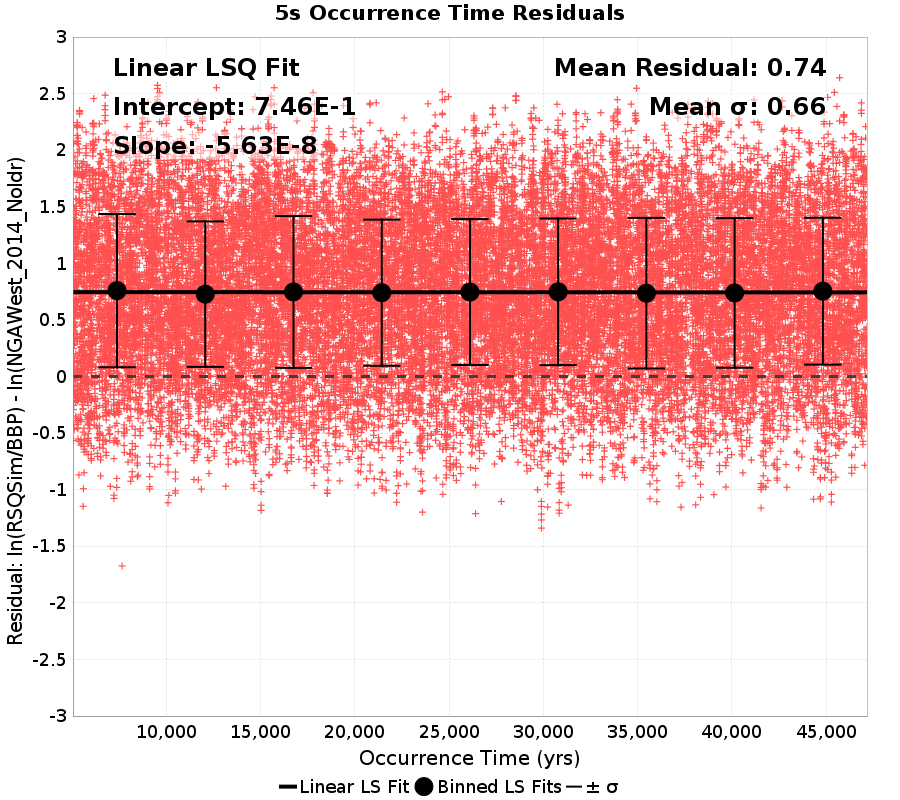 5s Occurrence Time Residuals
Linear LSQ Fit
Intercept: 7.46E-1
Slope: -5.63E-8
Mean Residual: 0.74
Mean σ: 0.66
Residual: ln(RSQSim/BBP) - ln(NGAWest_2014_NoIdr)
3
2.5
2
1.5
1
0.5
0
-0.5
-1
-1.5
-2
-2.5
-3
10,000 15,000 20,000 25,000 30,000 35,000 40,000 45,000
Occurrence Time (yrs)
Linear LS Fit Binned LS Fits ± σ